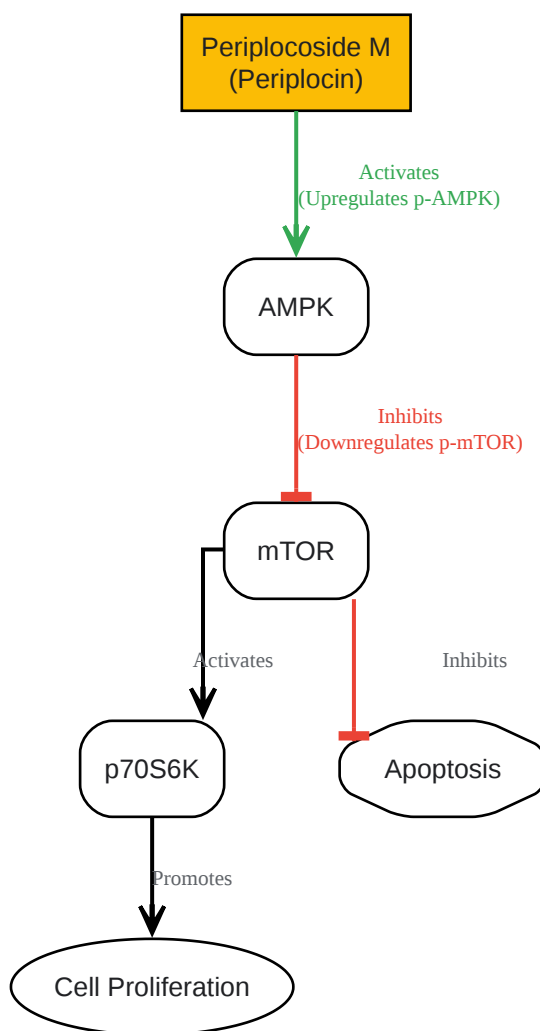 Periplocoside M
(Periplocin)
Activates
(Upregulates p-AMPK)
AMPK
Inhibits
(Downregulates p-mTOR)
mTOR
Activates
Inhibits
p70S6K
Apoptosis
Promotes
Cell Proliferation